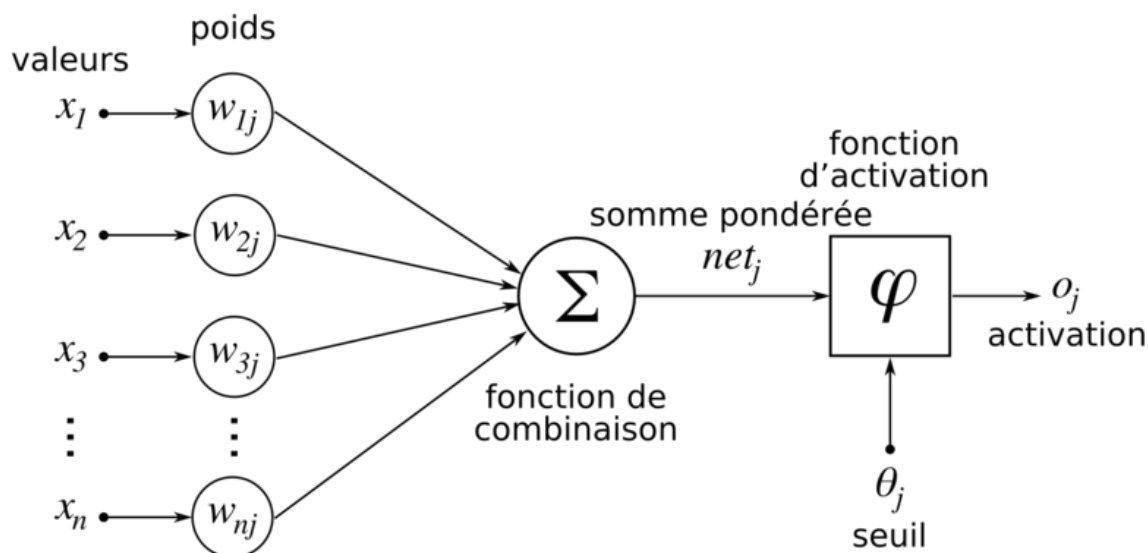 poids
valeurs
x₁ w₁ⱼ
fonction
d'activation
somme pondérée
x₂ w₂ⱼ
netⱼ
Σ φ oⱼ
activation
x₃ w₃ⱼ
fonction de
combinaison
⋮ ⋮
θⱼ
seuil
xₙ wₙⱼ